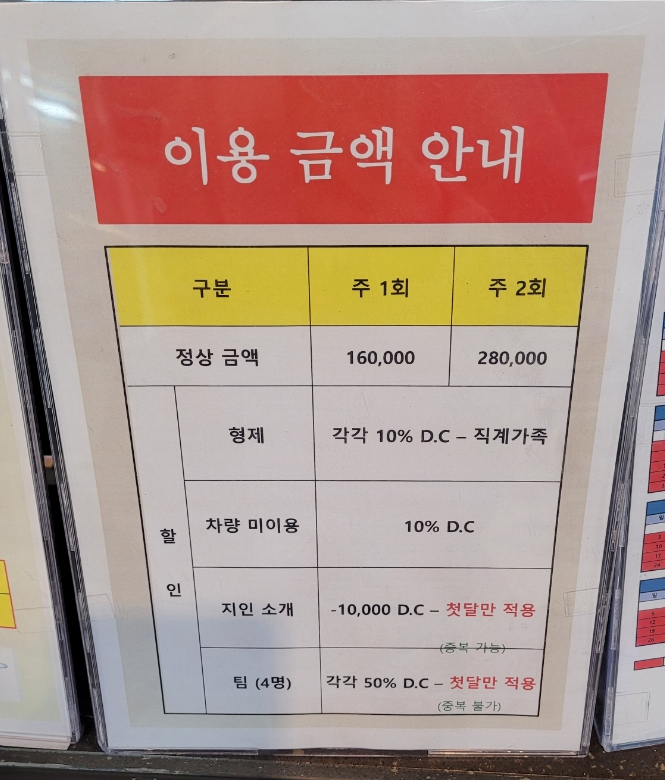 이용 금액 안내
구분 주 1회 주 2회
정상 금액 160,000 280,000
할인
형제 각각 10% D.C – 직계가족
차량 미이용 10% D.C
지인 소개 -10,000 D.C – 첫달만 적용
(중복 가능)
팀 (4명) 각각 50% D.C – 첫달만 적용
(중복 불가)